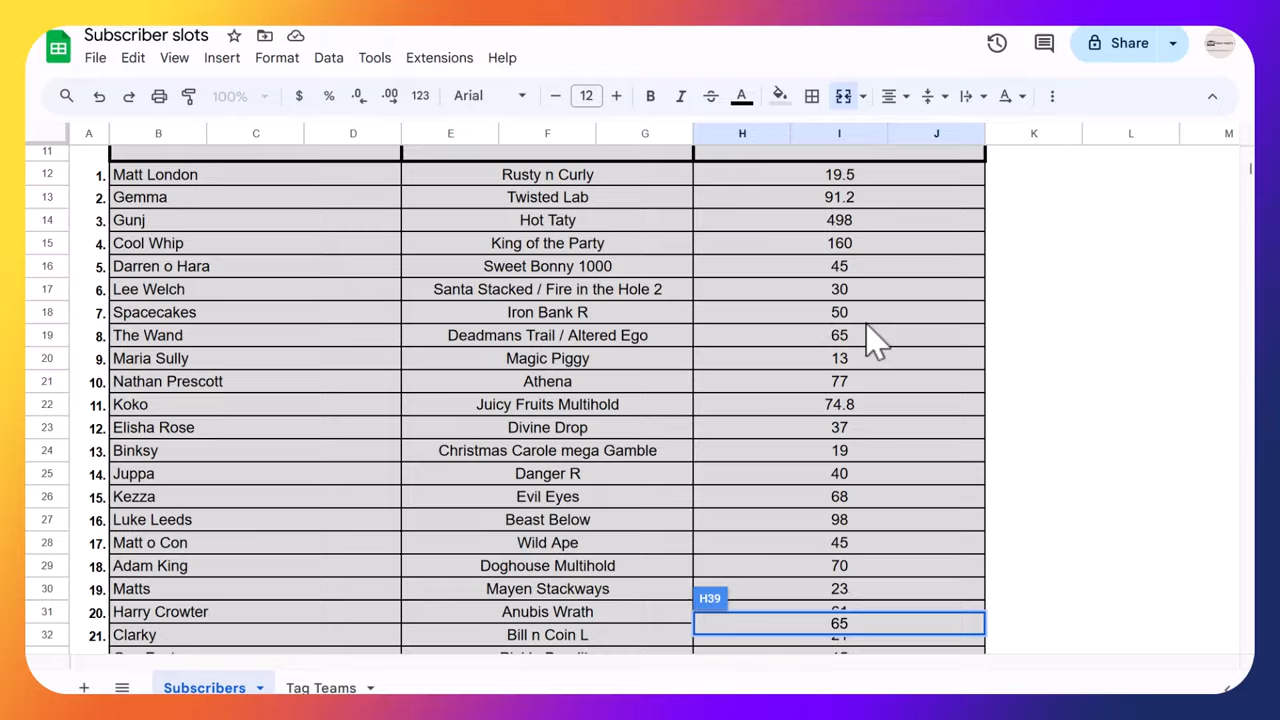 Subscriber slots
File Edit View Insert Format Data Tools Extensions Help
Share
100% $ % .0 .00 123 Arial 12 B I S A
A B C D E F G H I J K L M
11
12 1. Matt London Rusty n Curly 19.5
13 2. Gemma Twisted Lab 91.2
14 3. Gunj Hot Taty 498
15 4. Cool Whip King of the Party 160
16 5. Darren o Hara Sweet Bonny 1000 45
17 6. Lee Welch Santa Stacked / Fire in the Hole 2 30
18 7. Spacecakes Iron Bank R 50
19 8. The Wand Deadmans Trail / Altered Ego 65
20 9. Maria Sully Magic Piggy 13
21 10. Nathan Prescott Athena 77
22 11. Koko Juicy Fruits Multihold 74.8
23 12. Elisha Rose Divine Drop 37
24 13. Binksy Christmas Carole mega Gamble 19
25 14. Juppa Danger R 40
26 15. Kezza Evil Eyes 68
27 16. Luke Leeds Beast Below 98
28 17. Matt o Con Wild Ape 45
29 18. Adam King Doghouse Multihold 70
30 19. Matts Mayen Stackways 23
H39
31 20. Harry Crowter Anubis Wrath
65
32 21. Clarky Bill n Coin L
Subscribers Tag Teams